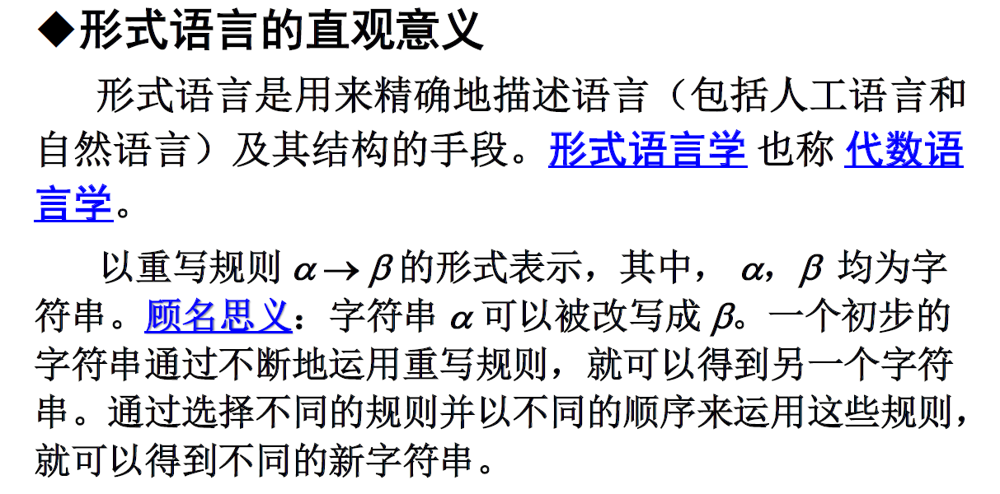 ◆形式语言的直观意义
形式语言是用来精确地描述语言（包括人工语言和
自然语言）及其结构的手段。形式语言学 也称 代数语
言学。
以重写规则 α → β 的形式表示，其中， α，β 均为字
符串。顾名思义：字符串 α 可以被改写成 β。一个初步的
字符串通过不断地运用重写规则，就可以得到另一个字符
串。通过选择不同的规则并以不同的顺序来运用这些规则，
就可以得到不同的新字符串。